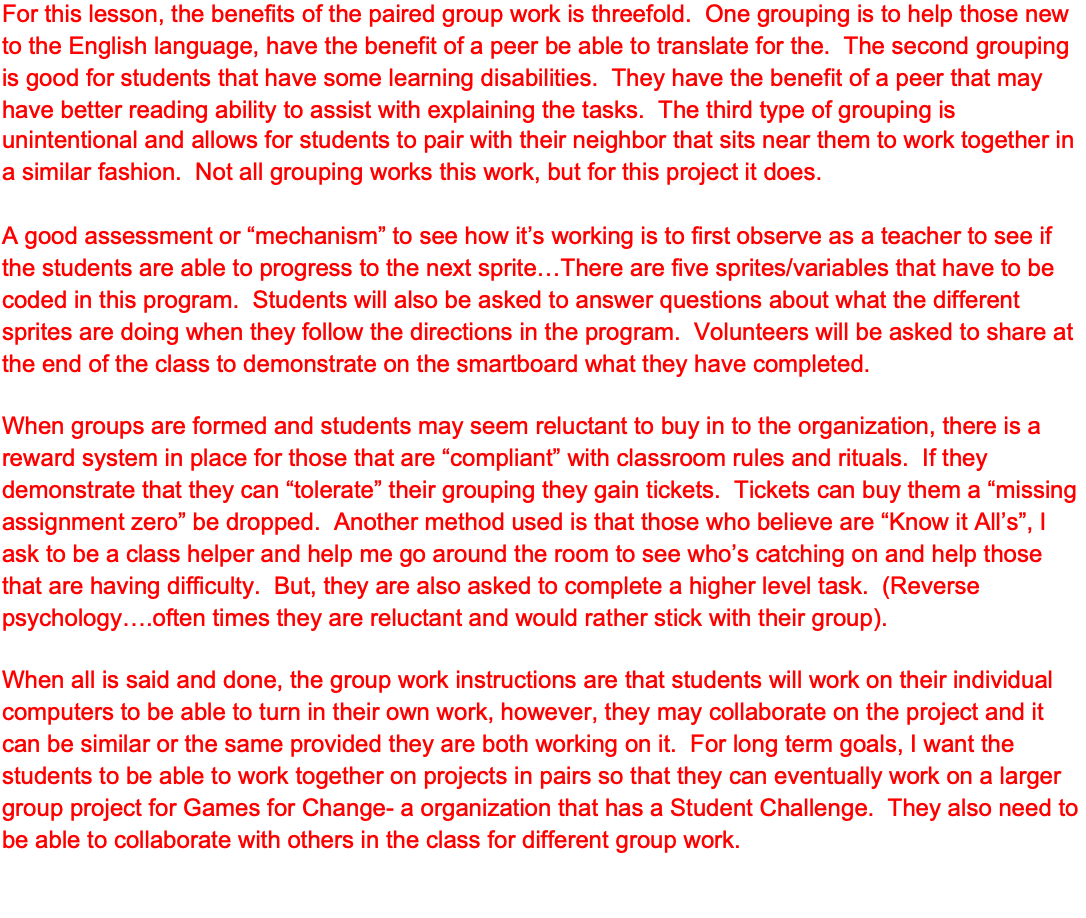 For this lesson, the benefits of the paired group work is threefold.  One grouping is to help those new
to the English language, have the benefit of a peer be able to translate for the.  The second grouping
is good for students that have some learning disabilities.  They have the benefit of a peer that may
have better reading ability to assist with explaining the tasks.  The third type of grouping is
unintentional and allows for students to pair with their neighbor that sits near them to work together in
a similar fashion.  Not all grouping works this work, but for this project it does.

A good assessment or “mechanism” to see how it’s working is to first observe as a teacher to see if
the students are able to progress to the next sprite…There are five sprites/variables that have to be
coded in this program.  Students will also be asked to answer questions about what the different
sprites are doing when they follow the directions in the program.  Volunteers will be asked to share at
the end of the class to demonstrate on the smartboard what they have completed.

When groups are formed and students may seem reluctant to buy in to the organization, there is a
reward system in place for those that are “compliant” with classroom rules and rituals.  If they
demonstrate that they can “tolerate” their grouping they gain tickets.  Tickets can buy them a “missing
assignment zero” be dropped.  Another method used is that those who believe are “Know it All’s”, I
ask to be a class helper and help me go around the room to see who’s catching on and help those
that are having difficulty.  But, they are also asked to complete a higher level task.  (Reverse
psychology….often times they are reluctant and would rather stick with their group).

When all is said and done, the group work instructions are that students will work on their individual
computers to be able to turn in their own work, however, they may collaborate on the project and it
can be similar or the same provided they are both working on it.  For long term goals, I want the
students to be able to work together on projects in pairs so that they can eventually work on a larger
group project for Games for Change- a organization that has a Student Challenge.  They also need to
be able to collaborate with others in the class for different group work.